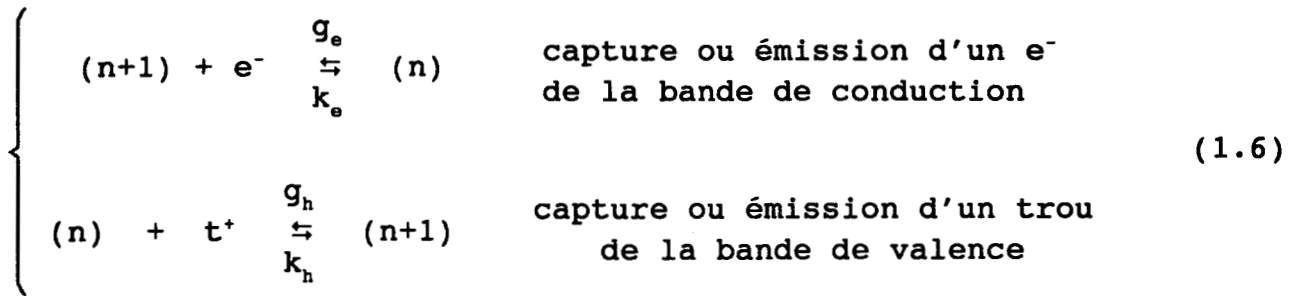 g_e
(n+1) + e⁻ ⇆ (n) capture ou émission d'un e⁻
k_e de la bande de conduction
(1.6)
g_h
(n) + t⁺ ⇆ (n+1) capture ou émission d'un trou
k_h de la bande de valence